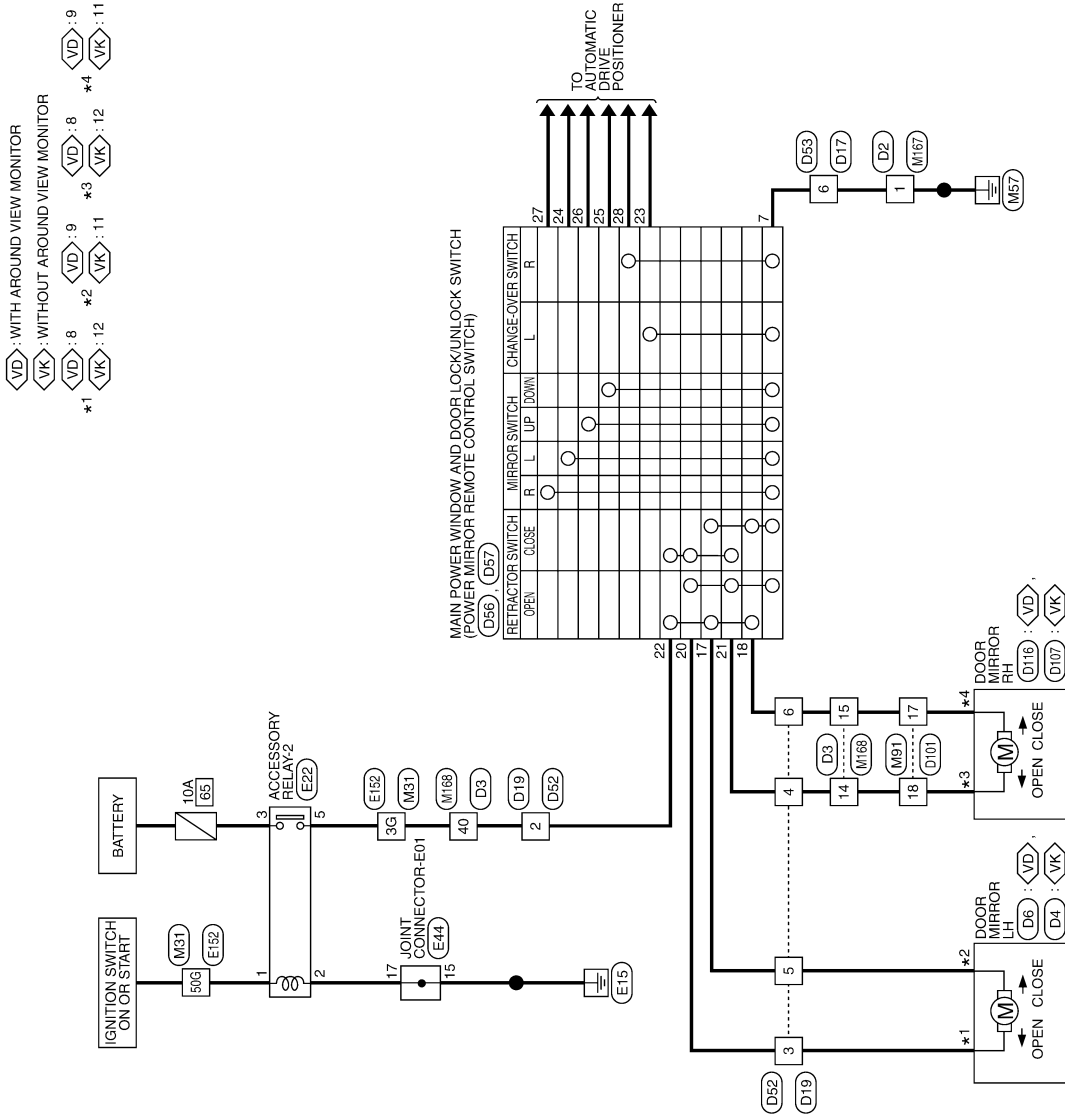 VD : WITH AROUND VIEW MONITOR
VK : WITHOUT AROUND VIEW MONITOR
*1 VD : 8
VK : 12
*2 VD : 9
VK : 11
*3 VD : 8
VK : 12
*4 VD : 9
VK : 11
IGNITION SWITCH
ON OR START
BATTERY
50G
M31
E152
10A
65
1
2
3
5
ACCESSORY
RELAY-2
E22
17
15
JOINT
CONNECTOR-E01
E44
E15
3G
E152
M31
40
M168
D3
2
D19
D52
MAIN POWER WINDOW AND DOOR LOCK/UNLOCK SWITCH
(POWER MIRROR REMOTE CONTROL SWITCH)
D56 , D57
RETRACTOR SWITCH
OPEN
CLOSE
MIRROR SWITCH
R
L
UP
DOWN
CHANGE-OVER SWITCH
L
R
27
24
26
25
28
23
7
TO
AUTOMATIC
DRIVE
POSITIONER
22
20
17
21
18
6
D53
D17
1
D2
M167
M57
D52
D19
3
5
4
6
14
15
D3
M168
18
17
M91
D101
*1
*2
M
OPEN CLOSE
DOOR
MIRROR
LH
D6 : VD ,
D4 : VK
*3
*4
M
OPEN CLOSE
DOOR
MIRROR
RH
D116 : VD ,
D107 : VK